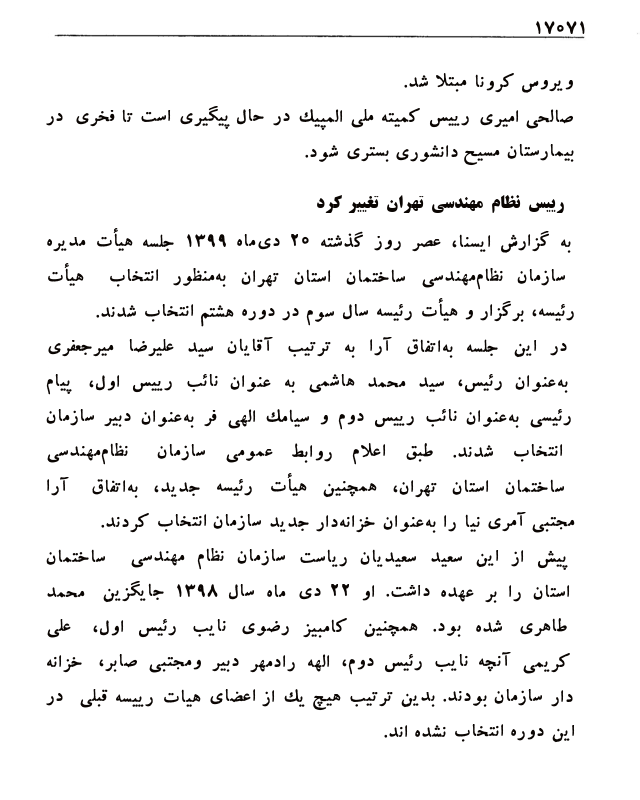 ۱۷۰۷۱
ویروس کرونا مبتلا شد.
صالحی امیری رییس کمیته ملی المپیك در حال پیگیری است تا فخری در
بیمارستان مسیح دانشوری بستری شود.
رییس نظام مهندسی تهران تغییر کرد
به گزارش ایسنا، عصر روز گذشته ۲۰ دی‌ماه ۱۳۹۹ جلسه هیأت مدیره
سازمان نظام‌مهندسی ساختمان استان تهران به‌منظور انتخاب هیأت
رئیسه، برگزار و هیأت رئیسه سال سوم در دوره هشتم انتخاب شدند.
در این جلسه به‌اتفاق آرا به ترتیب آقایان سید علیرضا میرجعفری
به‌عنوان رئیس، سید محمد هاشمی به عنوان نائب رییس اول، پیام
رئیسی به‌عنوان نائب رییس دوم و سیامك الهی فر به‌عنوان دبیر سازمان
انتخاب شدند. طبق اعلام روابط عمومی سازمان نظام‌مهندسی
ساختمان استان تهران، همچنین هیأت رئیسه جدید، به‌اتفاق آرا
مجتبی آمری نیا را به‌عنوان خزانه‌دار جدید سازمان انتخاب کردند.
پیش از این سعید سعیدیان ریاست سازمان نظام مهندسی ساختمان
استان را بر عهده داشت. او ۲۲ دی ماه سال ۱۳۹۸ جایگزین محمد
طاهری شده بود. همچنین کامبیز رضوی نایب رئیس اول، علی
کریمی آنچه نایب رئیس دوم، الهه رادمهر دبیر ومجتبی صابر، خزانه
دار سازمان بودند. بدین ترتیب هیچ یك از اعضای هیات رییسه قبلی در
این دوره انتخاب نشده اند.